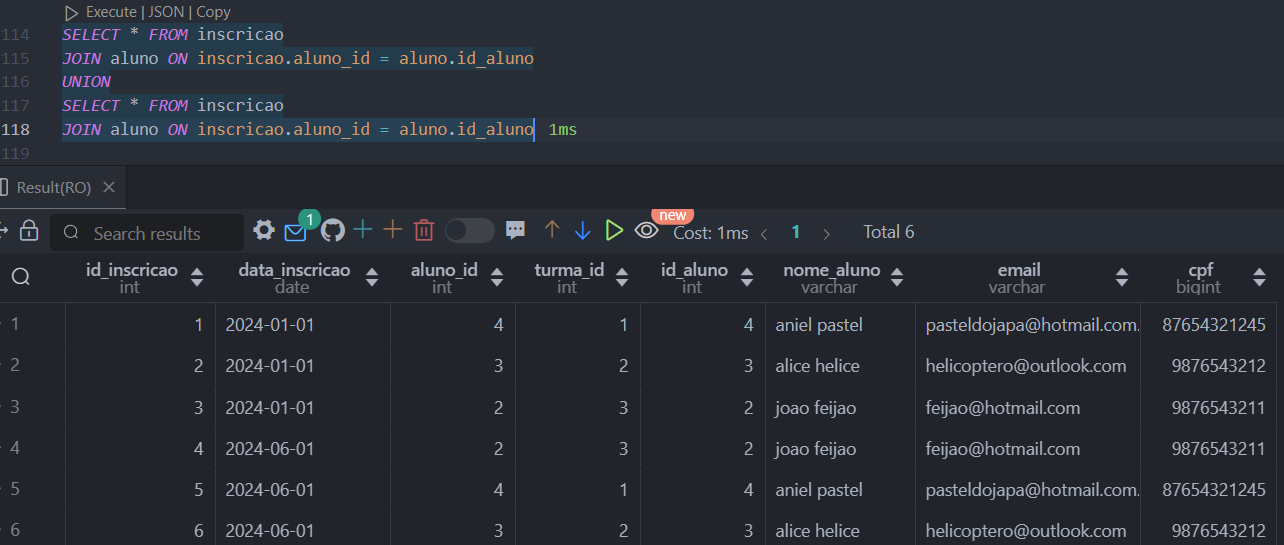 Execute | JSON | Copy
114 SELECT * FROM inscricao
115 JOIN aluno ON inscricao.aluno_id = aluno.id_aluno
116 UNION
117 SELECT * FROM inscricao
118 JOIN aluno ON inscricao.aluno_id = aluno.id_aluno 1ms
119
Result(RO)
Search results 1 new Cost: 1ms 1 Total 6
id_inscricao data_inscricao aluno_id turma_id id_aluno nome_aluno email cpf
int date int int int varchar varchar bigint
1 1 2024-01-01 4 1 4 aniel pastel pasteldojapa@hotmail.com. 87654321245
2 2 2024-01-01 3 2 3 alice helice helicoptero@outlook.com 9876543212
3 3 2024-01-01 2 3 2 joao feijao feijao@hotmail.com 9876543211
4 4 2024-06-01 2 3 2 joao feijao feijao@hotmail.com 9876543211
5 5 2024-06-01 4 1 4 aniel pastel pasteldojapa@hotmail.com. 87654321245
6 6 2024-06-01 3 2 3 alice helice helicoptero@outlook.com 9876543212